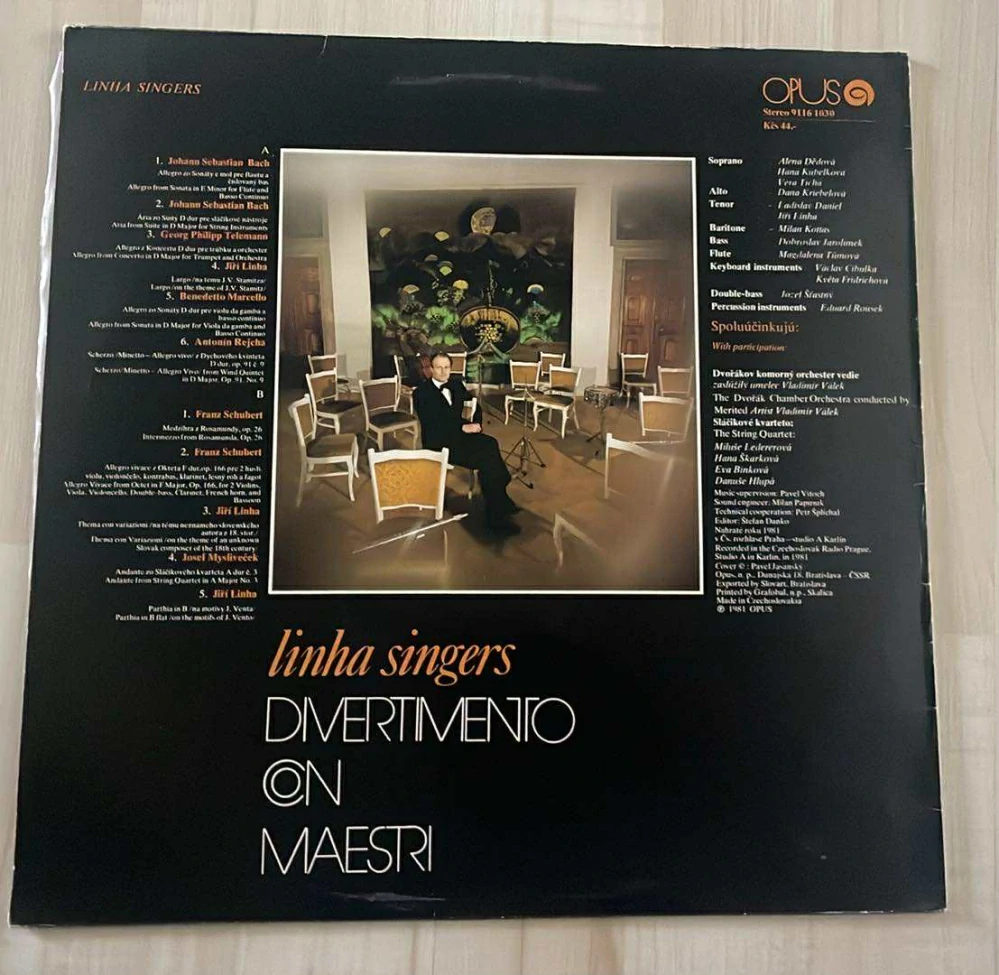 LINHA SINGERS
OPUS
Stereo 9116 1030
Kčs 44,-
A
1. Johann Sebastian Bach
Allegro zo Sonáty e mol pre flautu a
číslovaný bas
Allegro from Sonata in E Minor for Flute and
Basso Continuo
2. Johann Sebastian Bach
Ária zo Suity D dur pre sláčikové nástroje
Aria from Suite in D Major for String Instruments
3. Georg Philipp Telemann
Allegro z Koncertu D dur pre trúbku a orchester
Allegro from Concerto in D Major for Trumpet and Orchestra
4. Jiří Linha
Largo /na tému J. V. Stamitza/
Largo /on the theme of J.V. Stamitz/
5. Benedetto Marcello
Allegro zo Sonáty D dur pre violu da gamba a
basso continuo
Allegro from Sonata in D Major for Viola da gamba and
Basso Continuo
6. Antonín Rejcha
Scherzo /Minetto – Allegro vivo/ z Dychového kvinteta
D dur, op. 91 č. 9
Scherzo/Minetto – Allegro Vivo/ from Wind Quintet
in D Major, Op. 91, No. 9
B
1. Franz Schubert
Medzihra z Rosamundy, op. 26
Intermezzo from Rosamunda, Op. 26
2. Franz Schubert
Allegro vivace z Okteta F dur, op. 166 pre 2 husli,
violu, violončelo, kontrabas, klarinet, lesný roh a fagot
Allegro Vivace from Octet in F Major, Op. 166, for 2 Violins,
Viola, Violoncello, Double-bass, Clarinet, French horn, and
Bassoon
3. Jiří Linha
Thema con variazioni /na tému neznámeho slovenského
autora z 18. stor./
Thema con Variazioni /on the theme of an unknown
Slovak composer of the 18th century/
4. Josef Mysliveček
Andante zo Sláčikového kvarteta A dur č. 3
Andante from String Quartet in A Major No. 3
5. Jiří Linha
Parthia in B /na motívy J. Venta/
Parthia in B flat /on the motifs of J. Vento/
Soprano - Alena Dědová
Hana Kubelková
Věra Tichá
Alto Dana Kriebelová
Tenor - Ladislav Daniel
Jiří Linha
Baritone - Milan Kottas
Bass Dobroslav Jarolímek
Flute Magdalena Tůmová
Keyboard instruments Václav Cibulka
Květa Fridrichová
Double-bass Jozef Šťastný
Percussion instruments Eduard
Spoluúčinkujú:
With participation:
Dvořákov komorný orchester vedie
zaslúžilý umelec Vladimír Válek
The Dvořák Chamber Orchestra conducted by
Merited Artist Vladimír Válek
Sláčikové kvarteto:
The String Quartet:
Ledererová
Hana Škarková
Eva Binková
Danuše Hlupá
Music supervision: Pavel Vitoch
Sound engineer: Milan Papírník
Technical cooperation: Petr Šplíchal
Editor: Štefan Danko
Nahraté roku 1981
v Čs. rozhlase Praha—studio A Karlín
Recorded in the Czechoslovak Radio Prague,
Studio A in Karlín, in 1981
Cover © : Pavel Jasanský
Opus, n. p., Dunajská 18, Bratislava – ČSSR
Exported by Slovart, Bratislava
Printed by Grafobal, n.p., Skalica
Made in Czechoslovakia
℗ 1981 OPUS
linha singers
DIVERTIMENTO
CON
MAESTRI